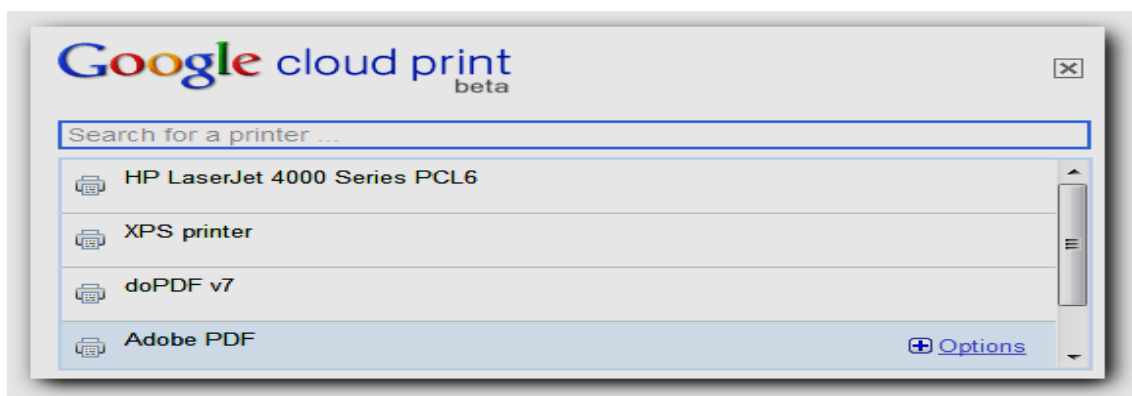 Google cloud print
beta
Search for a printer ...
HP LaserJet 4000 Series PCL6
XPS printer
doPDF v7
Adobe PDF
Options